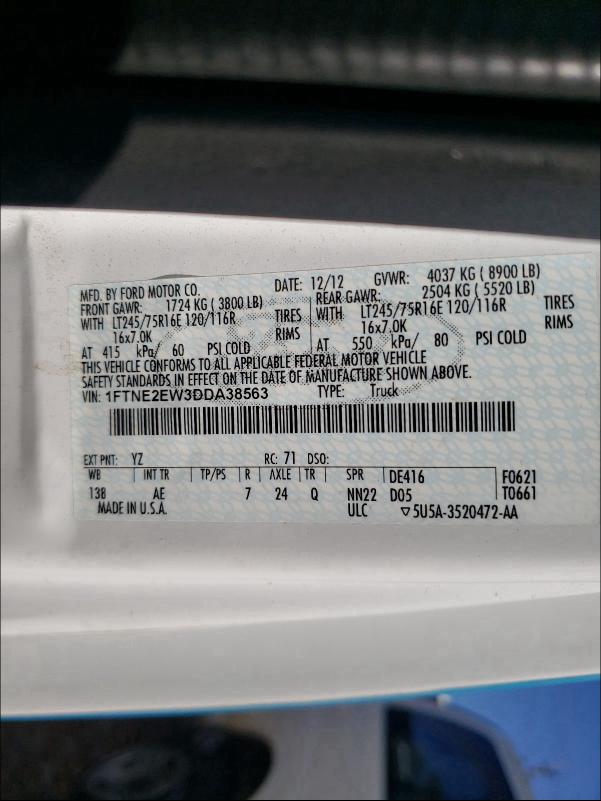 MFD. BY FORD MOTOR CO. DATE: 12/12 GVWR: 4037 KG ( 8900 LB)
FRONT GAWR: 1724 KG ( 3800 LB) REAR GAWR: 2504 KG ( 5520 LB)
WITH LT245/75R16E 120/116R TIRES WITH LT245/75R16E 120/116R TIRES
16x7.0K RIMS 16x7.0K RIMS
AT 415 kPa/ 60 PSI COLD AT 550 kPa/ 80 PSI COLD
THIS VEHICLE CONFORMS TO ALL APPLICABLE FEDERAL MOTOR VEHICLE
SAFETY STANDARDS IN EFFECT ON THE DATE OF MANUFACTURE SHOWN ABOVE.
VIN: 1FTNE2EW3DDA38563 TYPE: Truck
EXT PNT: YZ RC: 71 DSO:
WB INT TR TP/PS R AXLE TR SPR DE416 F0621
138 AE 7 24 Q NN22 D05 T0661
MADE IN U.S.A. ULC ▽5U5A-3520472-AA